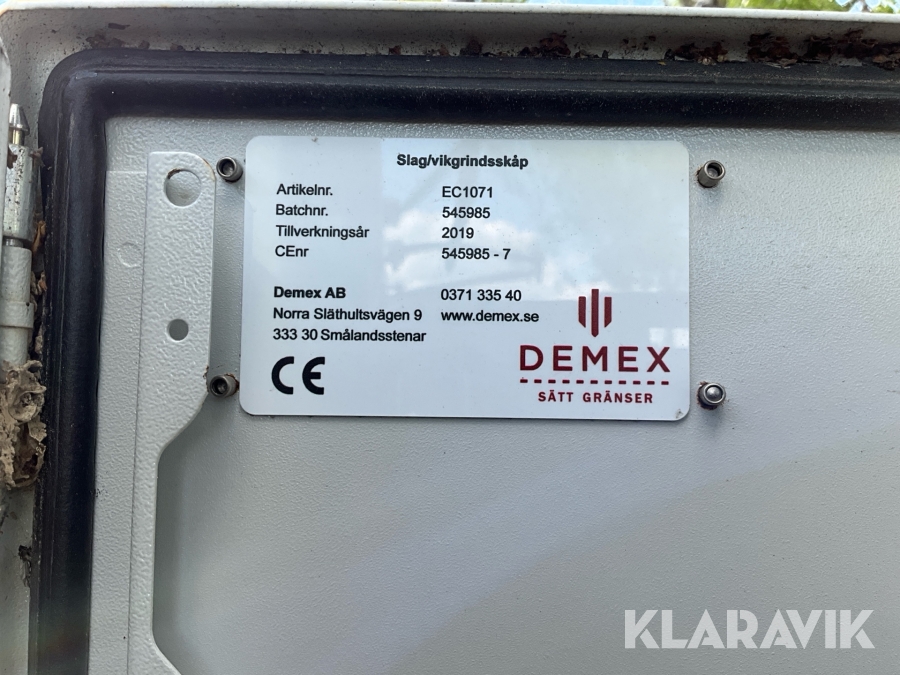 Slag/vikgrindsskåp
Artikelnr. EC1071
Batchnr. 545985
Tillverkningsår 2019
CEnr 545985 - 7
Demex AB 0371 335 40
Norra Släthultsvägen 9 www.demex.se
333 30 Smålandsstenar
CE
DEMEX
SÄTT GRÄNSER
KLARAVIK